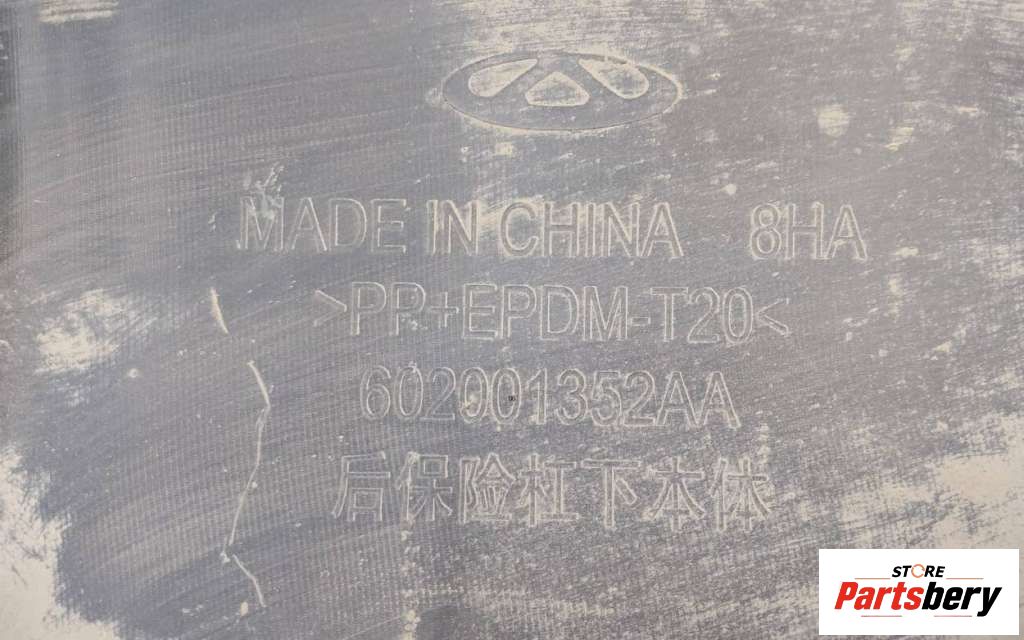 MADE IN CHINA 8HA
>PP+EPDM-T20<
602001352AA
后保险杠下本体
STORE
Partsbery